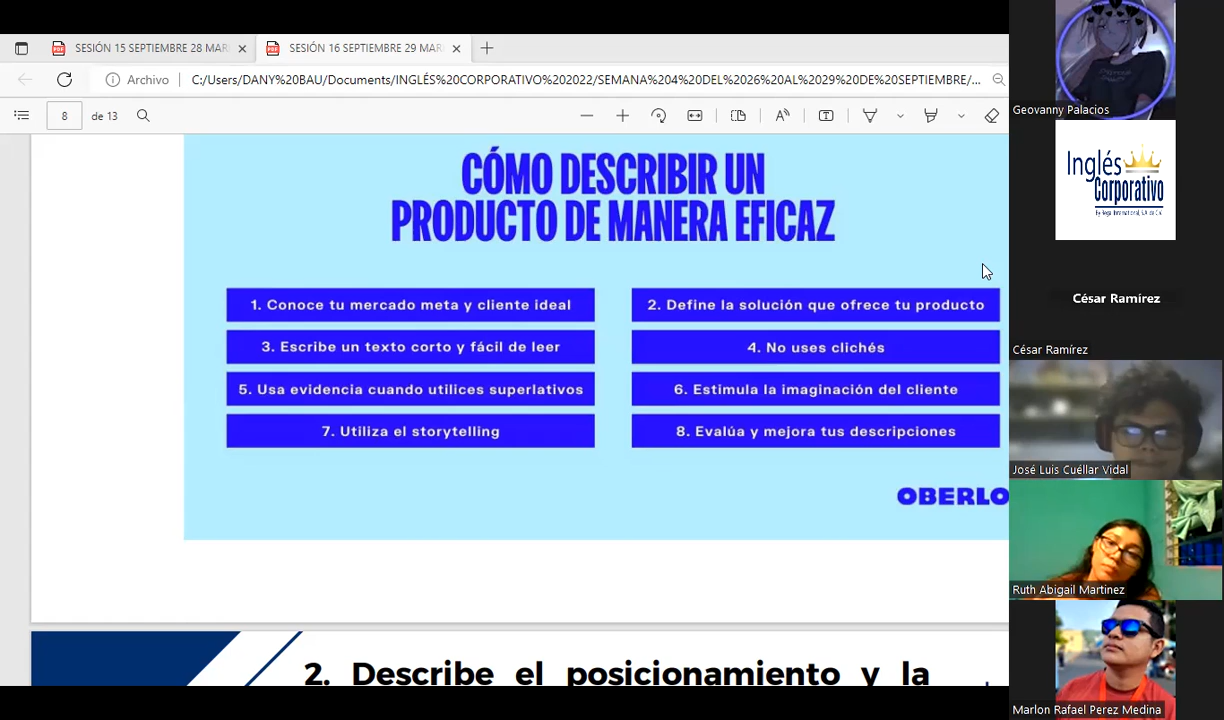 SESIÓN 15 SEPTIEMBRE 28 MAR
SESIÓN 16 SEPTIEMBRE 29 MAR
Archivo
C:/Users/DANY%20BAU/Documents/INGLÉS%20CORPORATIVO%202022/SEMANA%204%20DEL%2026%20AL%2029%20DE%20SEPTIEMBRE/...
8 de 13
CÓMO DESCRIBIR UN
PRODUCTO DE MANERA EFICAZ
1. Conoce tu mercado meta y cliente ideal
2. Define la solución que ofrece tu producto
3. Escribe un texto corto y fácil de leer
4. No uses clichés
5. Usa evidencia cuando utilices superlativos
6. Estimula la imaginación del cliente
7. Utiliza el storytelling
8. Evalúa y mejora tus descripciones
OBERLO
2. Describe el posicionamiento y la
Geovanny Palacios
Inglés
Corporativo
César Ramírez
César Ramírez
José Luis Cuéllar Vidal
Ruth Abigail Martinez
Marlon Rafael Perez Medina